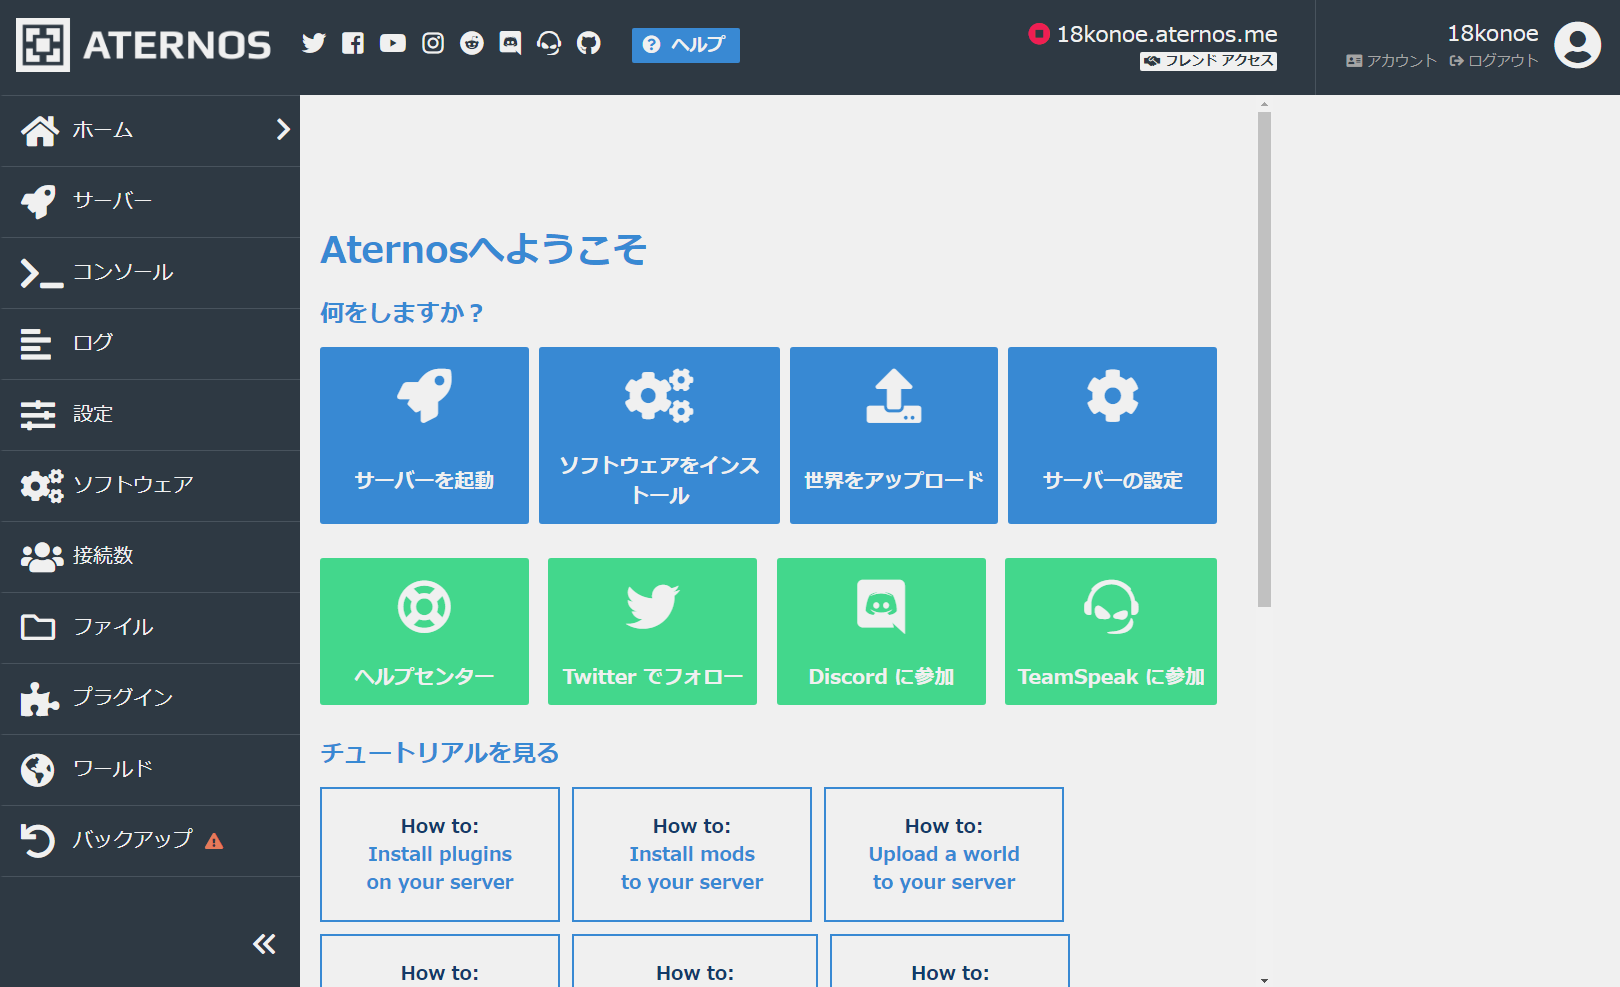 ATERNOS
ヘルプ
18konoe.aternos.me
フレンド アクセス
18konoe
アカウント ログアウト
ホーム
サーバー
コンソール
ログ
設定
ソフトウェア
接続数
ファイル
プラグイン
ワールド
バックアップ
Aternosへようこそ
何をしますか？
サーバーを起動
ソフトウェアをインス
トール
世界をアップロード
サーバーの設定
ヘルプセンター
Twitter でフォロー
Discord に参加
TeamSpeak に参加
チュートリアルを見る
How to:
Install plugins
on your server
How to:
Install mods
to your server
How to:
Upload a world
to your server
How to:
How to:
How to: